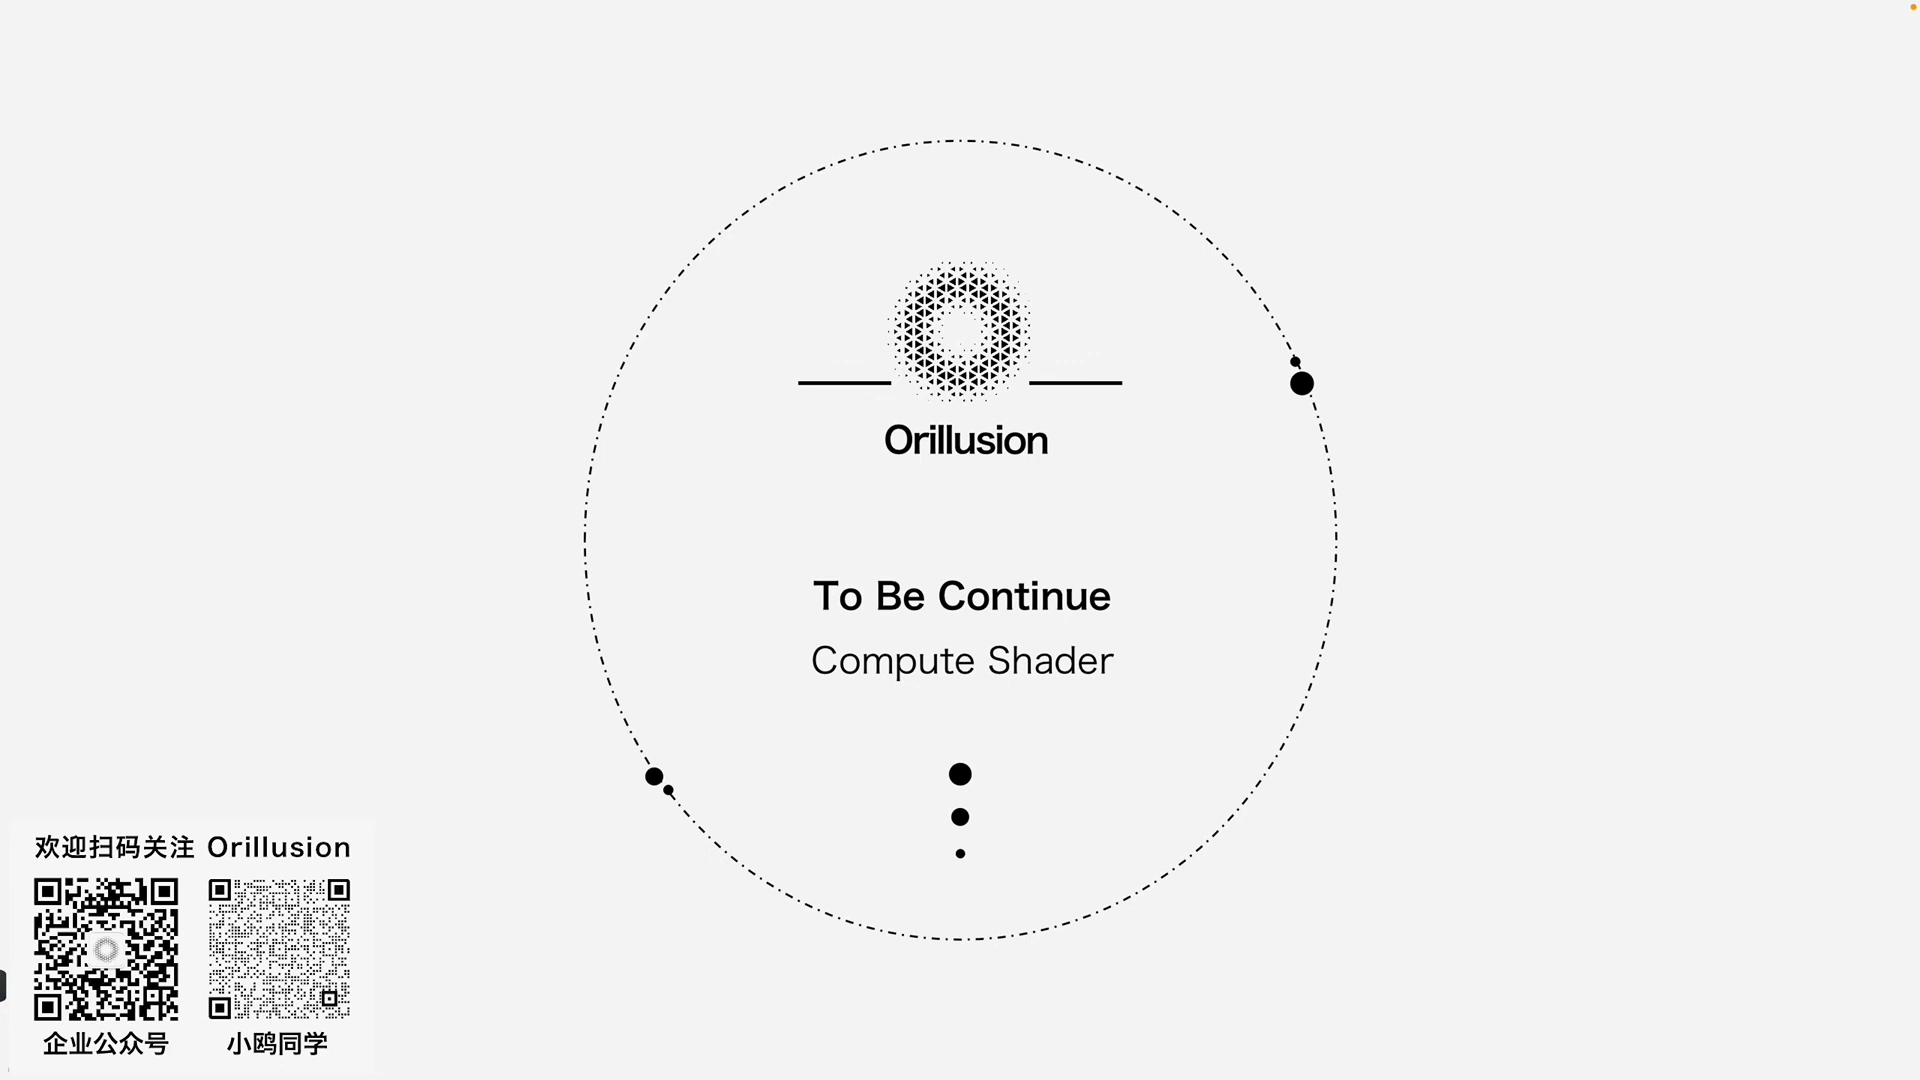 Orillusion
To Be Continue
Compute Shader
欢迎扫码关注 Orillusion
企业公众号
小鸥同学